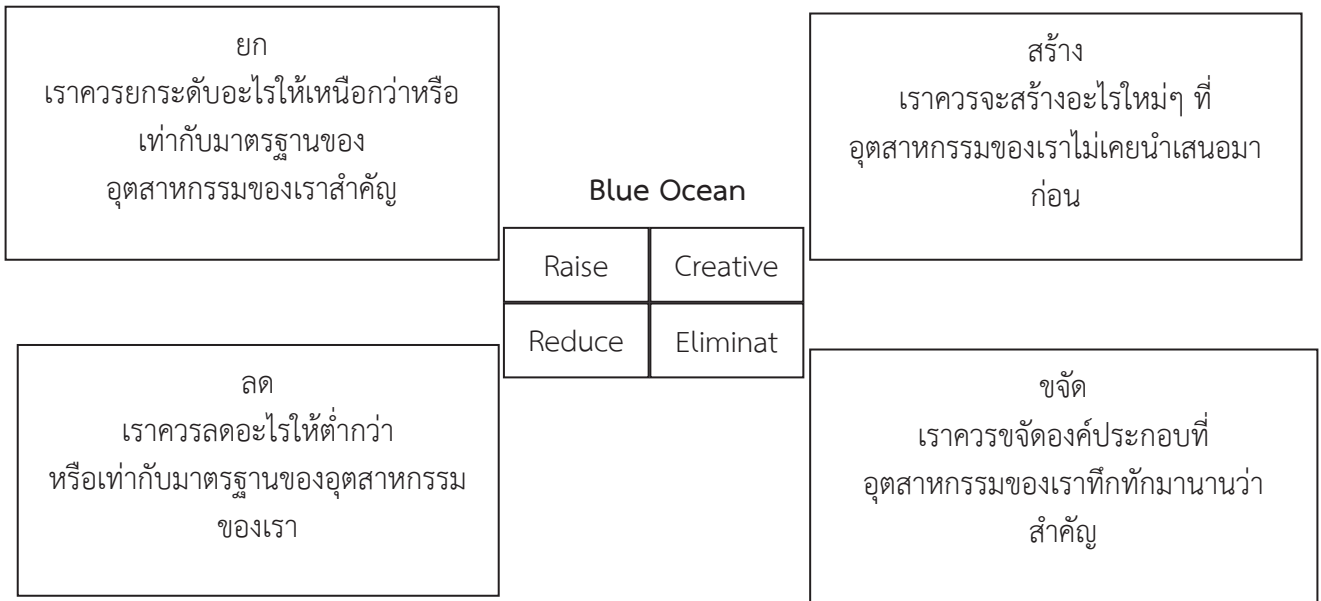 ยก
เราควรยกระดับอะไรให้เหนือกว่าหรือ
เท่ากับมาตรฐานของ
อุตสาหกรรมของเราสำคัญ
สร้าง
เราควรจะสร้างอะไรใหม่ๆ ที่
อุตสาหกรรมของเราไม่เคยนำเสนอมา
ก่อน
Blue Ocean
Raise
Creative
Reduce
Eliminat
ลด
เราควรลดอะไรให้ต่ำกว่า
หรือเท่ากับมาตรฐานของอุตสาหกรรม
ของเรา
ขจัด
เราควรขจัดองค์ประกอบที่
อุตสาหกรรมของเราทึกทักมานานว่า
สำคัญ